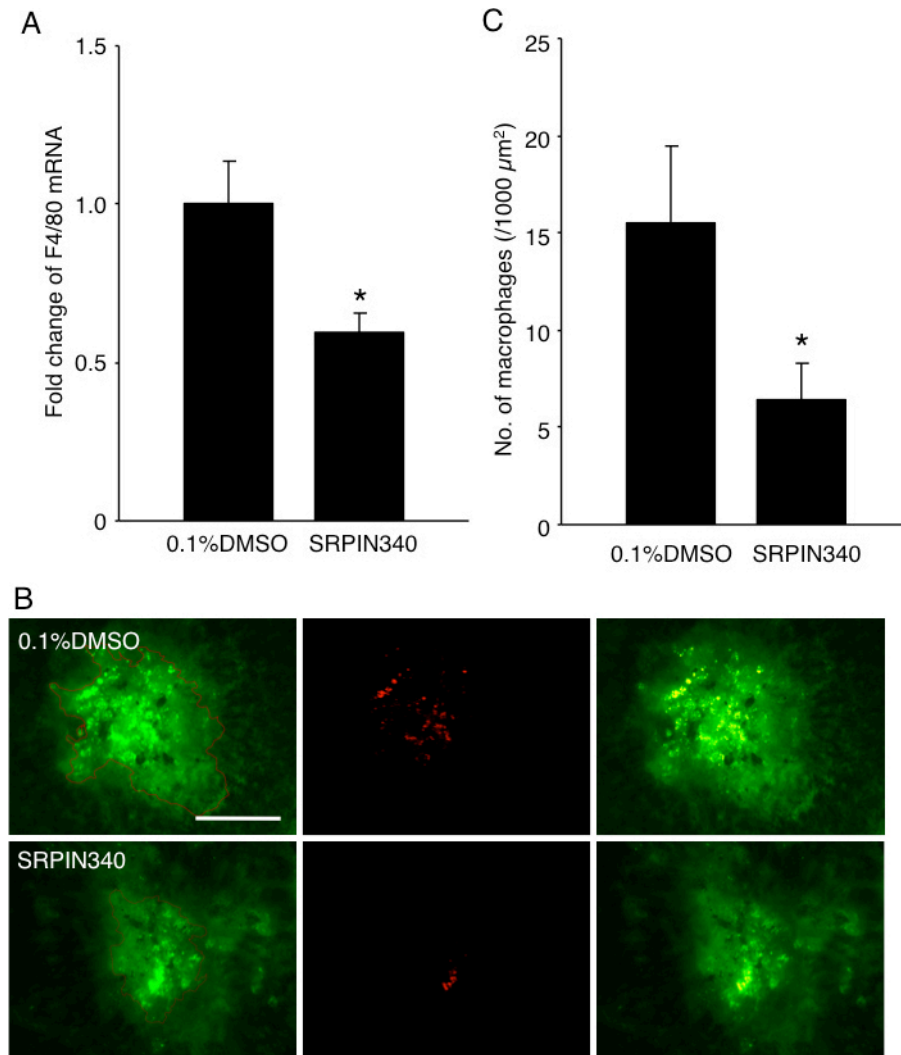 A
Fold change of F4/80 mRNA
1.5
1.0
0.5
0
*
0.1%DMSO SRPIN340
C
No. of macrophages (/1000 µm²)
25
20
15
10
5
0
*
0.1%DMSO SRPIN340
B
0.1%DMSO
SRPIN340